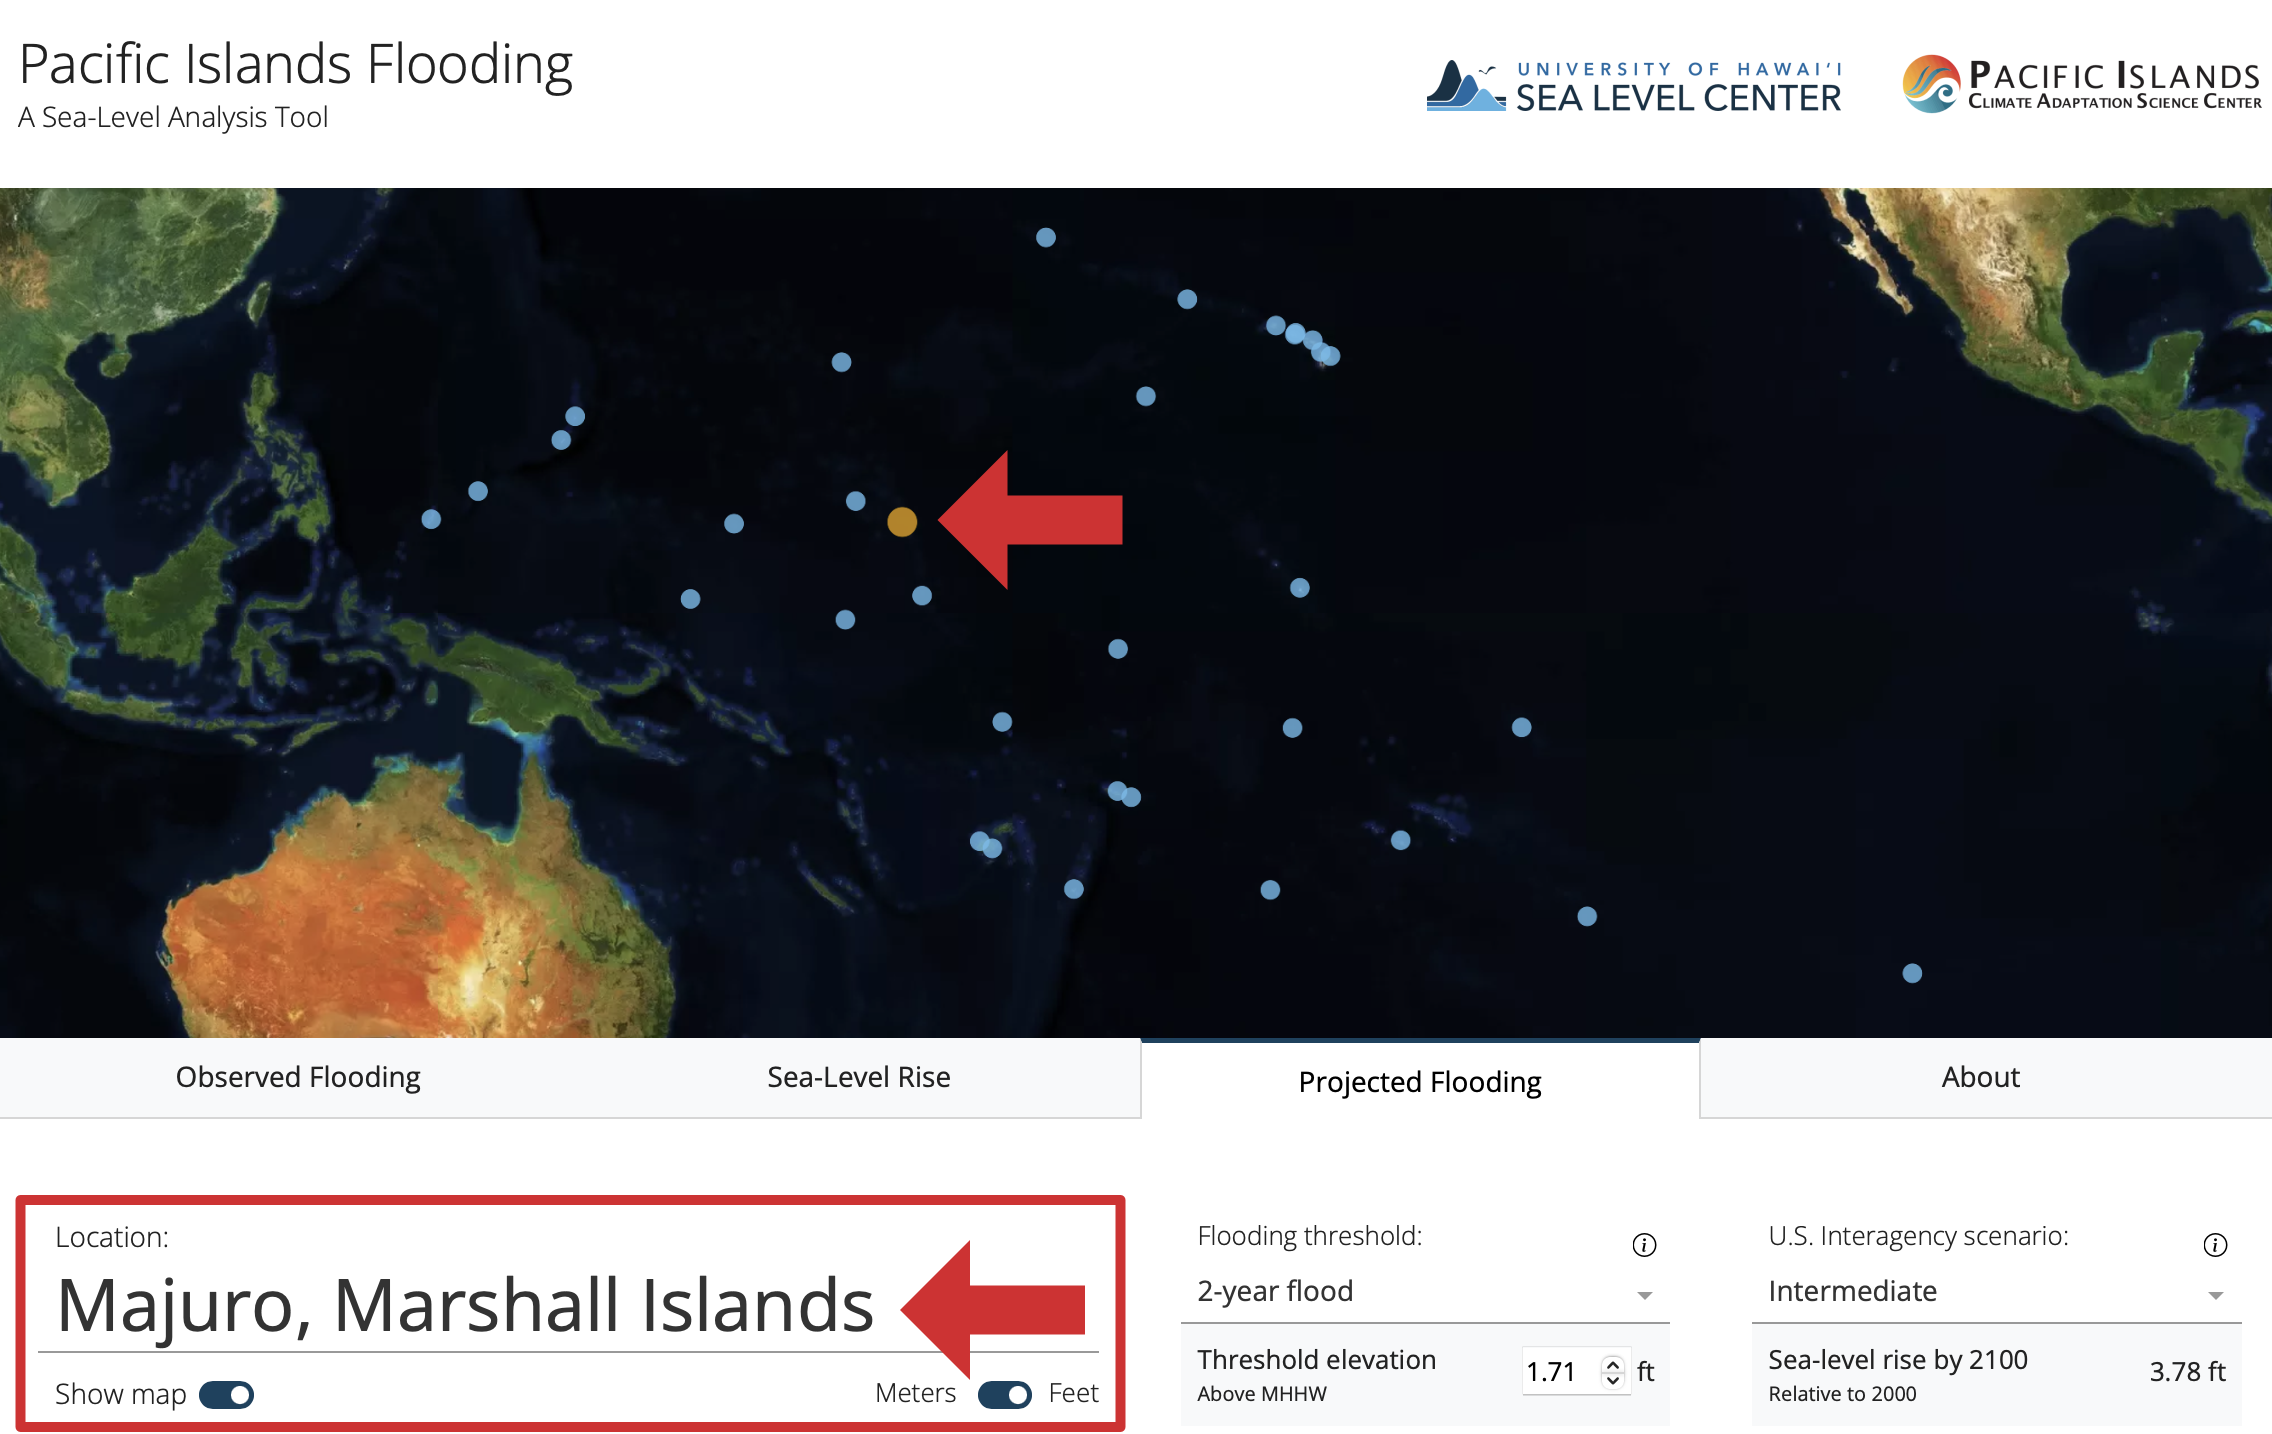 Pacific Islands Flooding
A Sea-Level Analysis Tool
UNIVERSITY OF HAWAI'I
SEA LEVEL CENTER
PACIFIC ISLANDS
CLIMATE ADAPTATION SCIENCE CENTER
Observed Flooding
Sea-Level Rise
Projected Flooding
About
Location:
Majuro, Marshall Islands
Show map
Meters
Feet
Flooding threshold:
2-year flood
Threshold elevation
Above MHHW
1.71 ft
U.S. Interagency scenario:
Intermediate
Sea-level rise by 2100
Relative to 2000
3.78 ft